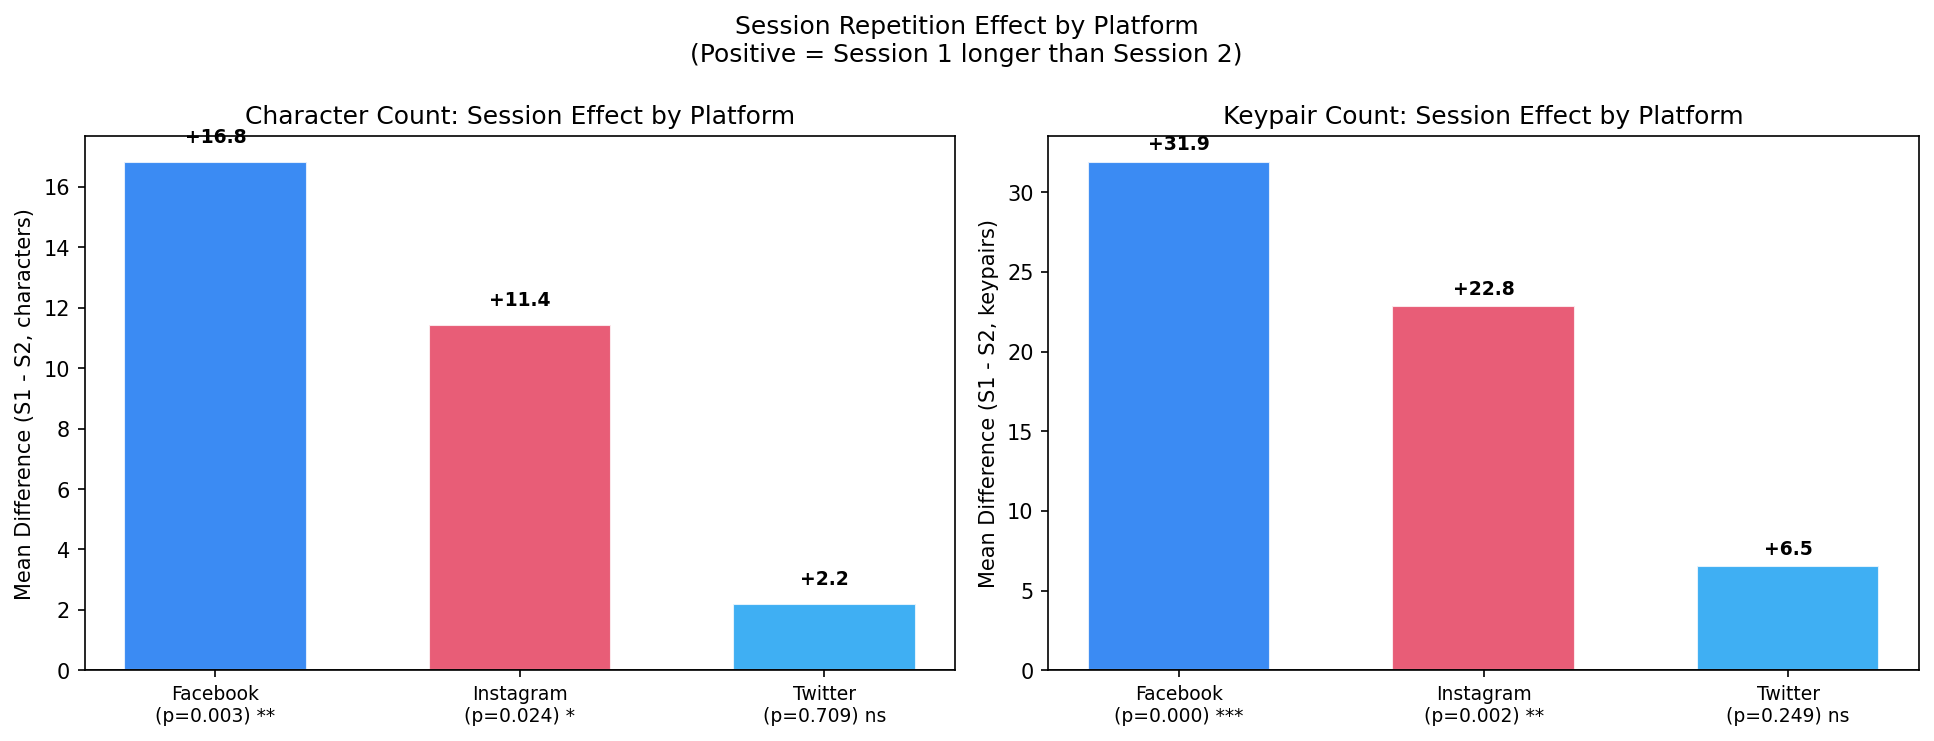 Session Repetition Effect by Platform
(Positive = Session 1 longer than Session 2)
Character Count: Session Effect by Platform
Mean Difference (S1 - S2, characters)
16
14
12
10
8
6
4
2
0
+16.8
+11.4
+2.2
Facebook
(p=0.003) **
Instagram
(p=0.024) *
Twitter
(p=0.709) ns
Keypair Count: Session Effect by Platform
Mean Difference (S1 - S2, keypairs)
30
25
20
15
10
5
0
+31.9
+22.8
+6.5
Facebook
(p=0.000) ***
Instagram
(p=0.002) **
Twitter
(p=0.249) ns